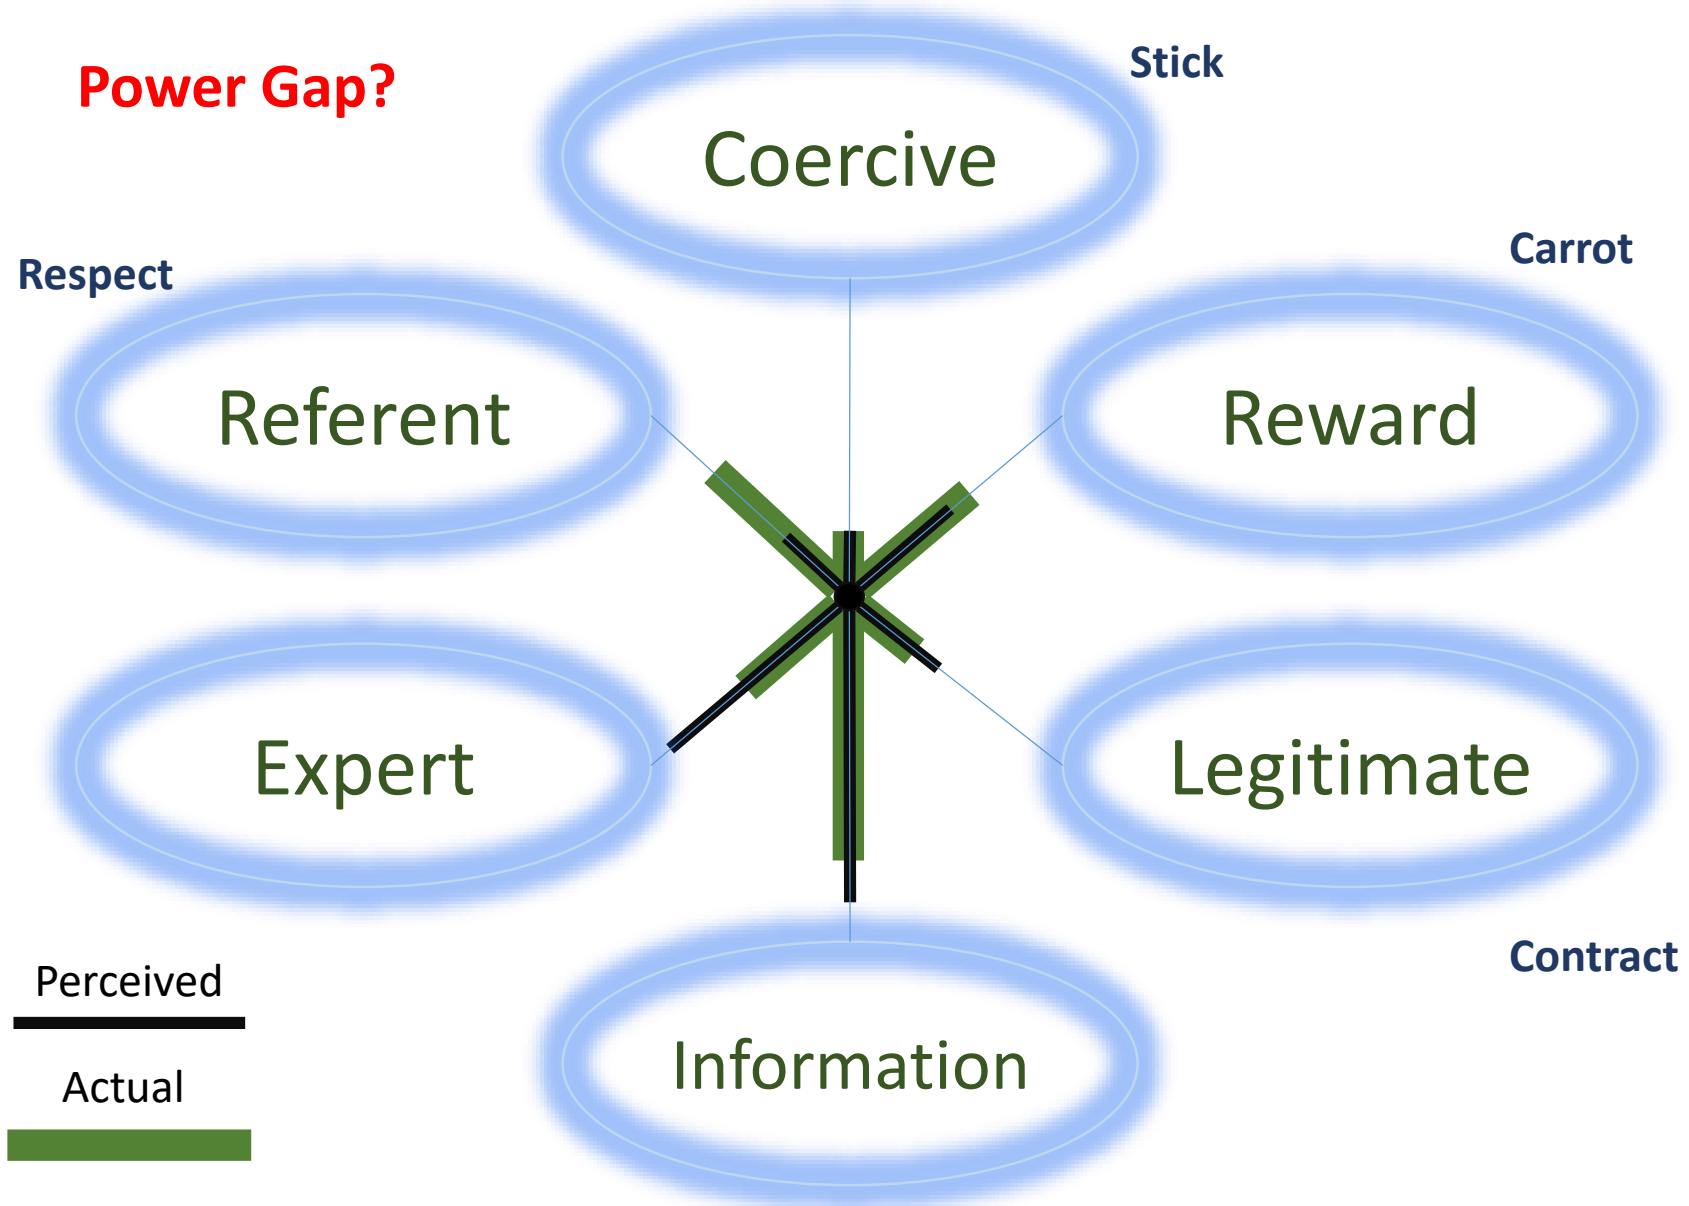 Power Gap?
Stick
Coercive
Carrot
Respect
Referent
Reward
Expert
Legitimate
Contract
Perceived
Information
Actual